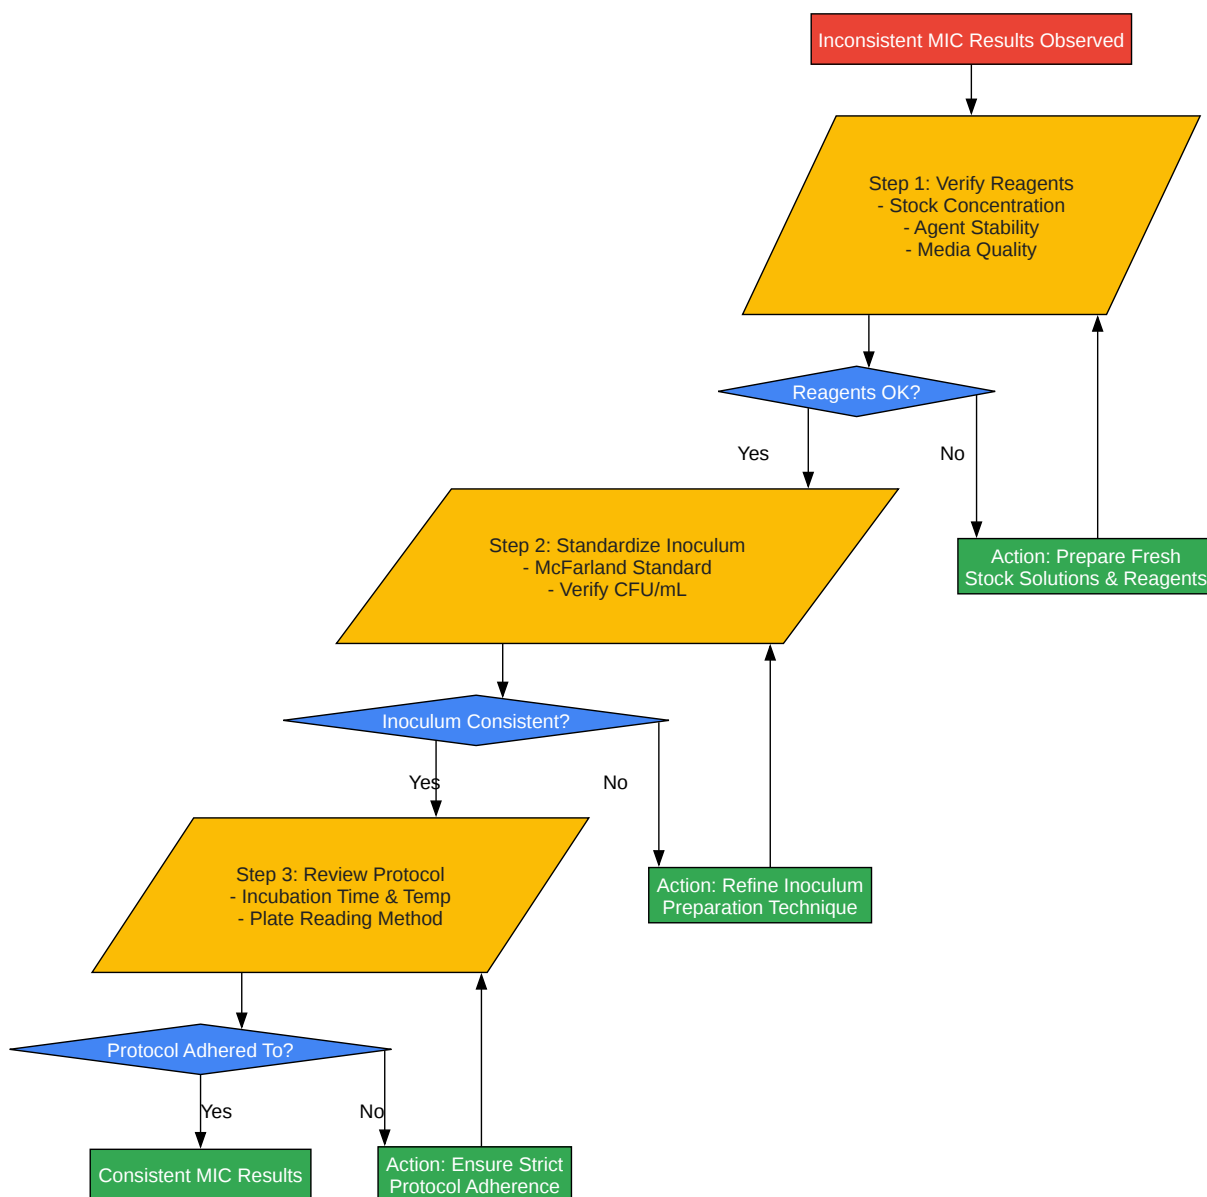 Inconsistent MIC Results Observed
Step 1: Verify Reagents
- Stock Concentration
- Agent Stability
- Media Quality
Reagents OK?
Yes
No
Action: Prepare Fresh
Stock Solutions & Reagents
Step 2: Standardize Inoculum
- McFarland Standard
- Verify CFU/mL
Inoculum Consistent?
Yes
No
Action: Refine Inoculum
Preparation Technique
Step 3: Review Protocol
- Incubation Time & Temp
- Plate Reading Method
Protocol Adhered To?
Yes
No
Consistent MIC Results
Action: Ensure Strict
Protocol Adherence